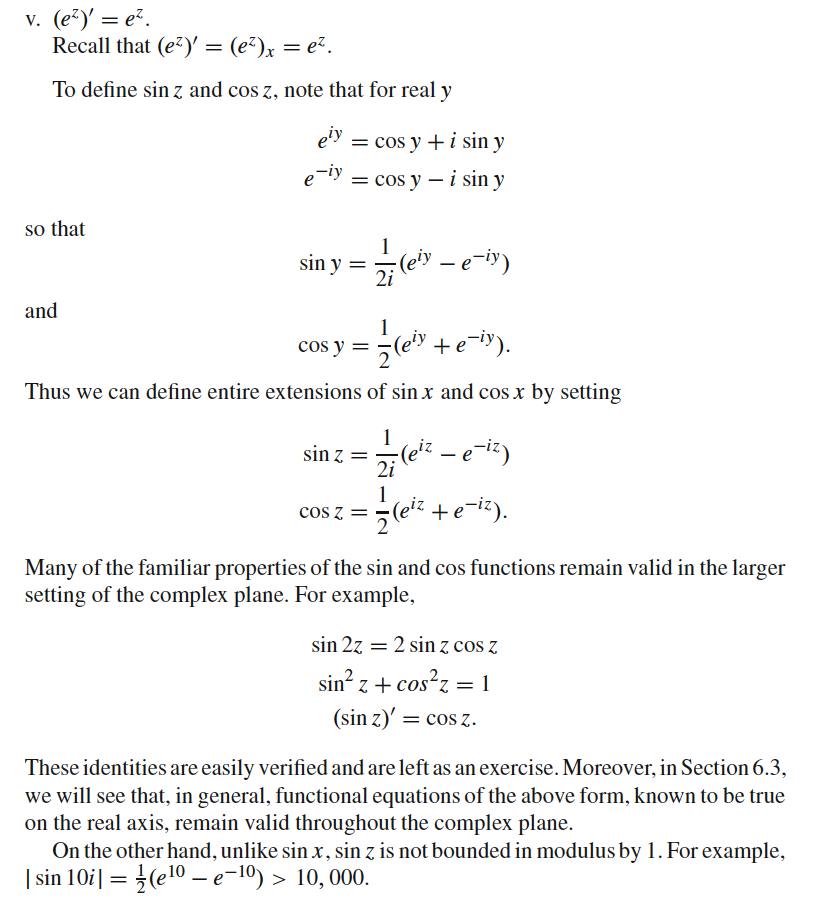 v. (e^z)′ = e^z.
Recall that (e^z)′ = (e^z)_x = e^z.
To define sin z and cos z, note that for real y
e^{iy} = cos y + i sin y
e^{−iy} = cos y − i sin y
so that
sin y = \frac{1}{2i}(e^{iy} − e^{−iy})
and
cos y = \frac{1}{2}(e^{iy} + e^{−iy}).
Thus we can define entire extensions of sin x and cos x by setting
sin z = \frac{1}{2i}(e^{iz} − e^{−iz})
cos z = \frac{1}{2}(e^{iz} + e^{−iz}).
Many of the familiar properties of the sin and cos functions remain valid in the larger
setting of the complex plane. For example,
sin 2z = 2 sin z cos z
sin² z + cos² z = 1
(sin z)′ = cos z.
These identities are easily verified and are left as an exercise. Moreover, in Section 6.3,
we will see that, in general, functional equations of the above form, known to be true
on the real axis, remain valid throughout the complex plane.
On the other hand, unlike sin x, sin z is not bounded in modulus by 1. For example,
| sin 10i| = \frac{1}{2}(e^{10} − e^{−10}) > 10, 000.